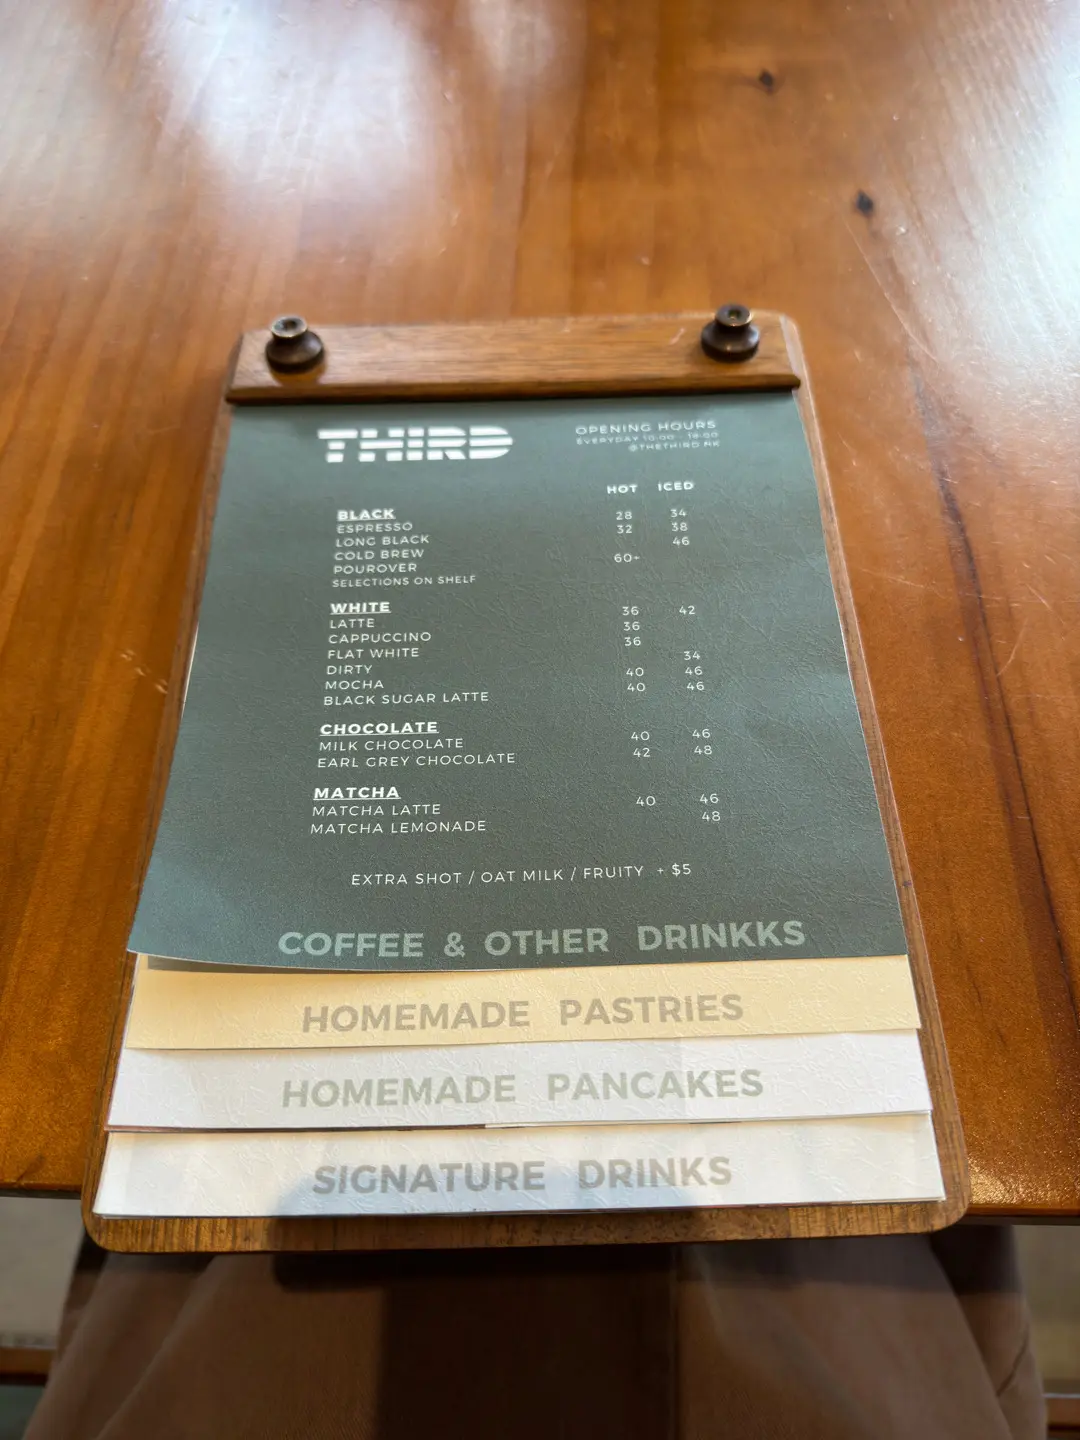 THIRD
OPENING HOURS
EVERYDAY 10:00 - 18:00
@THETHIRD.HK
HOT ICED
BLACK
ESPRESSO 28 34
LONG BLACK 32 38
COLD BREW 46
POUROVER 60+
SELECTIONS ON SHELF
WHITE
LATTE 36 42
CAPPUCCINO 36
FLAT WHITE 36
DIRTY 34
MOCHA 40 46
BLACK SUGAR LATTE 40 46
CHOCOLATE
MILK CHOCOLATE 40 46
EARL GREY CHOCOLATE 42 48
MATCHA
MATCHA LATTE 40 46
MATCHA LEMONADE 48
EXTRA SHOT / OAT MILK / FRUITY + $5
COFFEE & OTHER DRINKKS
HOMEMADE PASTRIES
HOMEMADE PANCAKES
SIGNATURE DRINKS